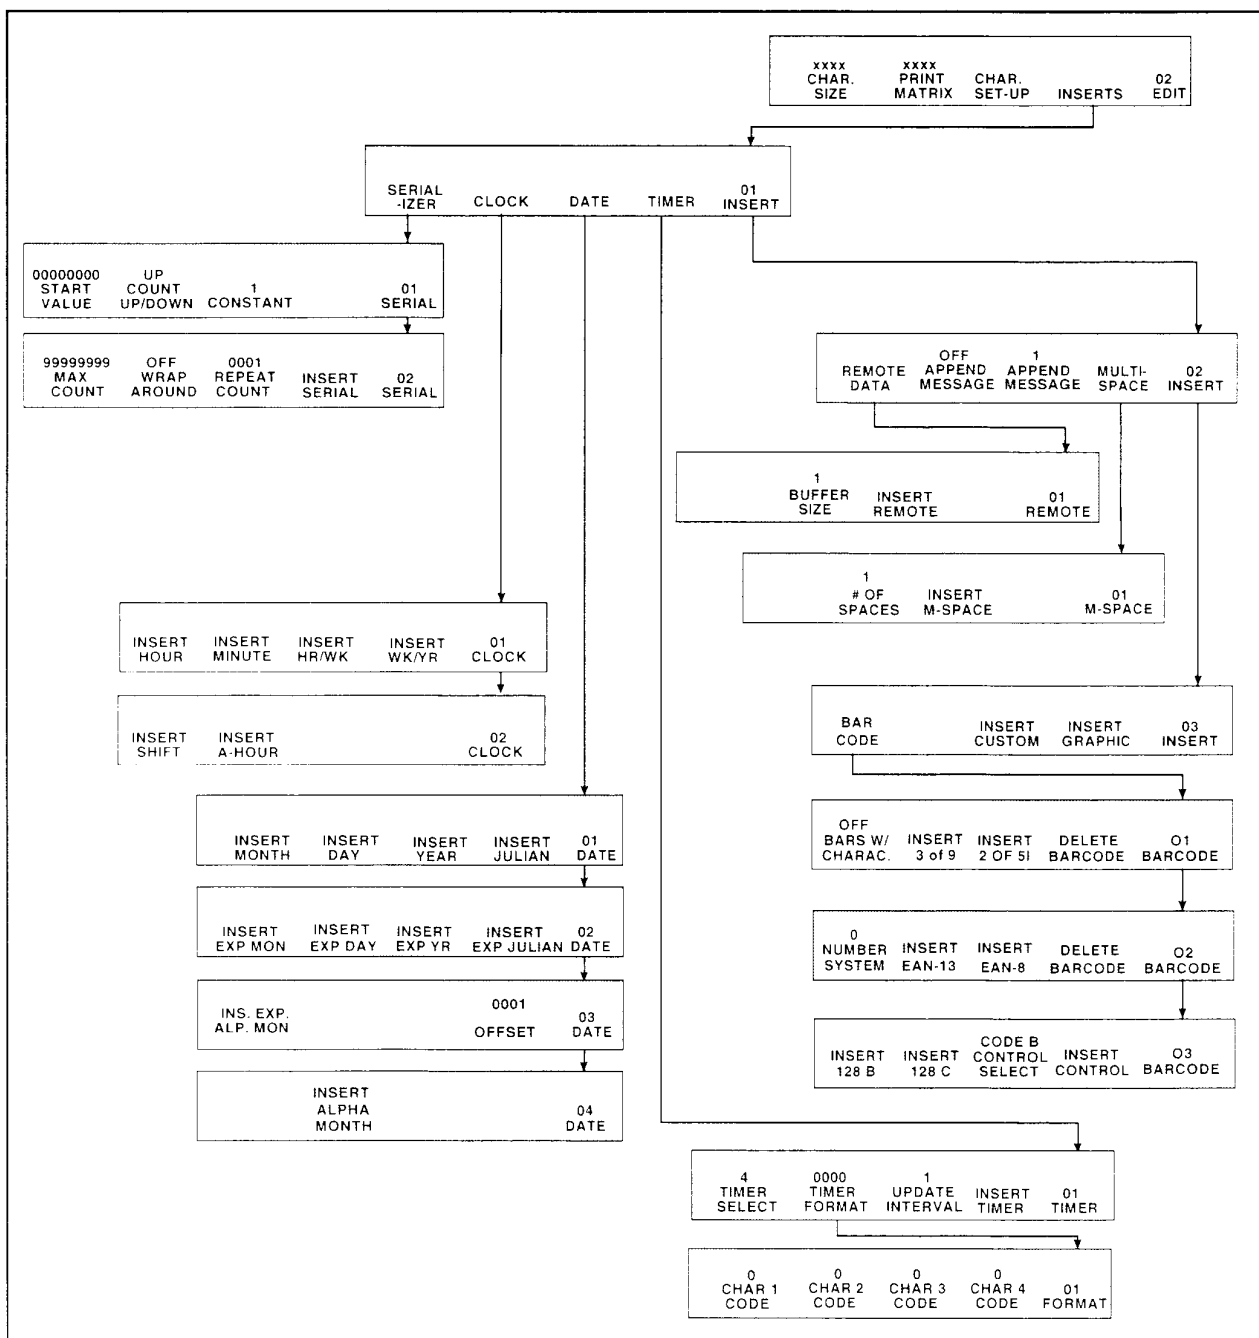 xxxx xxxx 02
CHAR. PRINT CHAR.
SIZE MATRIX SET-UP INSERTS EDIT
SERIAL 01
-IZER CLOCK DATE TIMER INSERT
00000000 UP
START COUNT 1 01
VALUE UP/DOWN CONSTANT SERIAL
99999999 OFF 0001
MAX WRAP REPEAT INSERT 02
COUNT AROUND COUNT SERIAL SERIAL
OFF 1
REMOTE APPEND APPEND MULTI- 02
DATA MESSAGE MESSAGE SPACE INSERT
1
BUFFER INSERT 01
SIZE REMOTE REMOTE
1
# OF INSERT 01
SPACES M-SPACE M-SPACE
INSERT INSERT INSERT INSERT 01
HOUR MINUTE HR/WK WK/YR CLOCK
INSERT INSERT 02
SHIFT A-HOUR CLOCK
BAR INSERT INSERT 03
CODE CUSTOM GRAPHIC INSERT
INSERT INSERT INSERT INSERT 01
MONTH DAY YEAR JULIAN DATE
OFF
BARS W/ INSERT INSERT DELETE O1
CHARAC. 3 of 9 2 OF 5I BARCODE BARCODE
INSERT INSERT INSERT INSERT 02
EXP MON EXP DAY EXP YR EXP JULIAN DATE
0
NUMBER INSERT INSERT DELETE O2
SYSTEM EAN-13 EAN-8 BARCODE BARCODE
INS. EXP. 0001 03
ALP. MON OFFSET DATE
CODE B
INSERT INSERT CONTROL INSERT O3
128 B 128 C SELECT CONTROL BARCODE
INSERT
ALPHA 04
MONTH DATE
4 0000 1
TIMER TIMER UPDATE INSERT 01
SELECT FORMAT INTERVAL TIMER TIMER
0 0 0 0
CHAR 1 CHAR 2 CHAR 3 CHAR 4 01
CODE CODE CODE CODE FORMAT